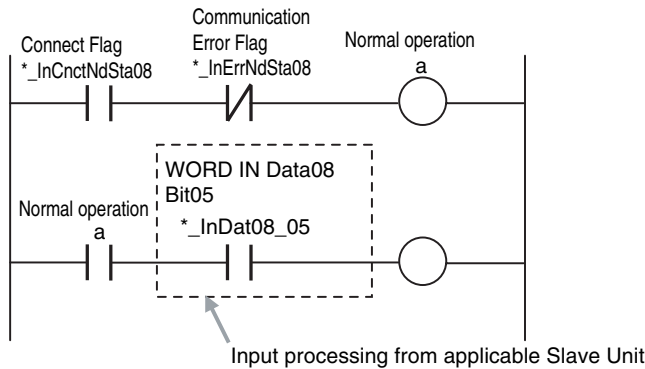 Connect Flag
*_InCnctNdSta08
Communication
Error Flag
*_InErrNdSta08
Normal operation
a
WORD IN Data08
Bit05
Normal operation
a
*_InDat08_05
Input processing from applicable Slave Unit